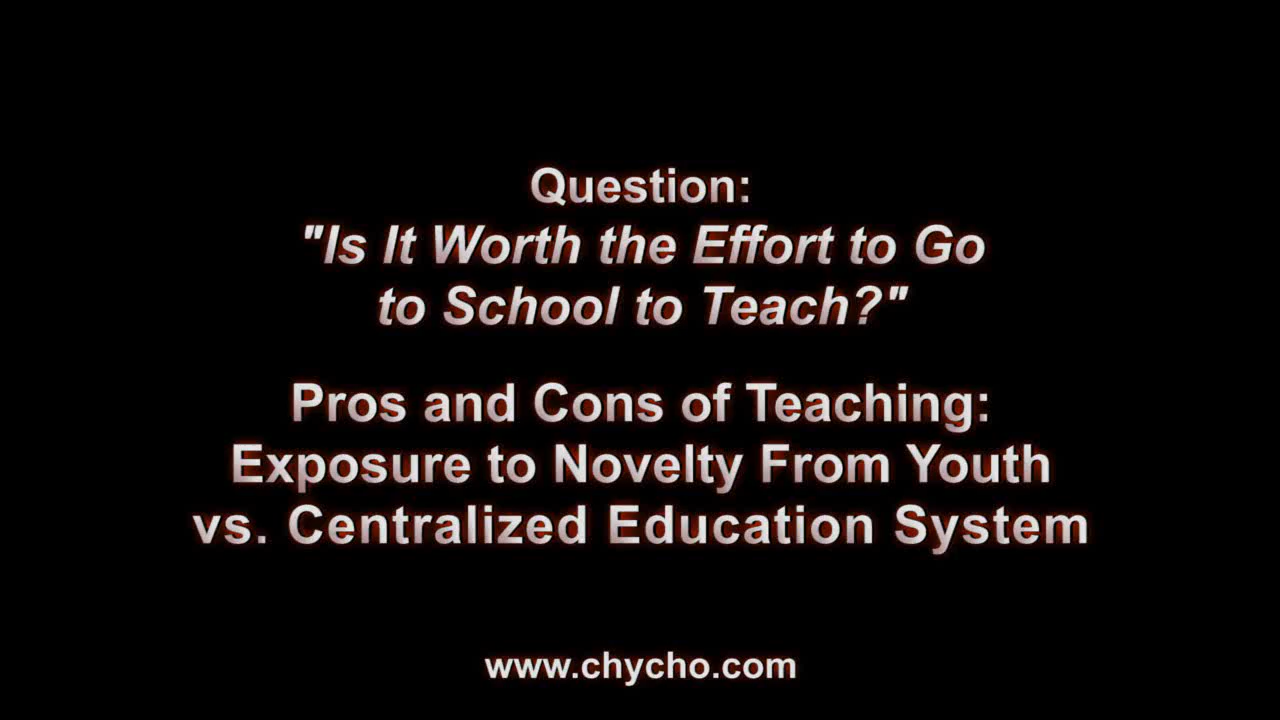 Question:
"Is It Worth the Effort to Go
to School to Teach?"
Pros and Cons of Teaching:
Exposure to Novelty From Youth
vs. Centralized Education System
www.chycho.com